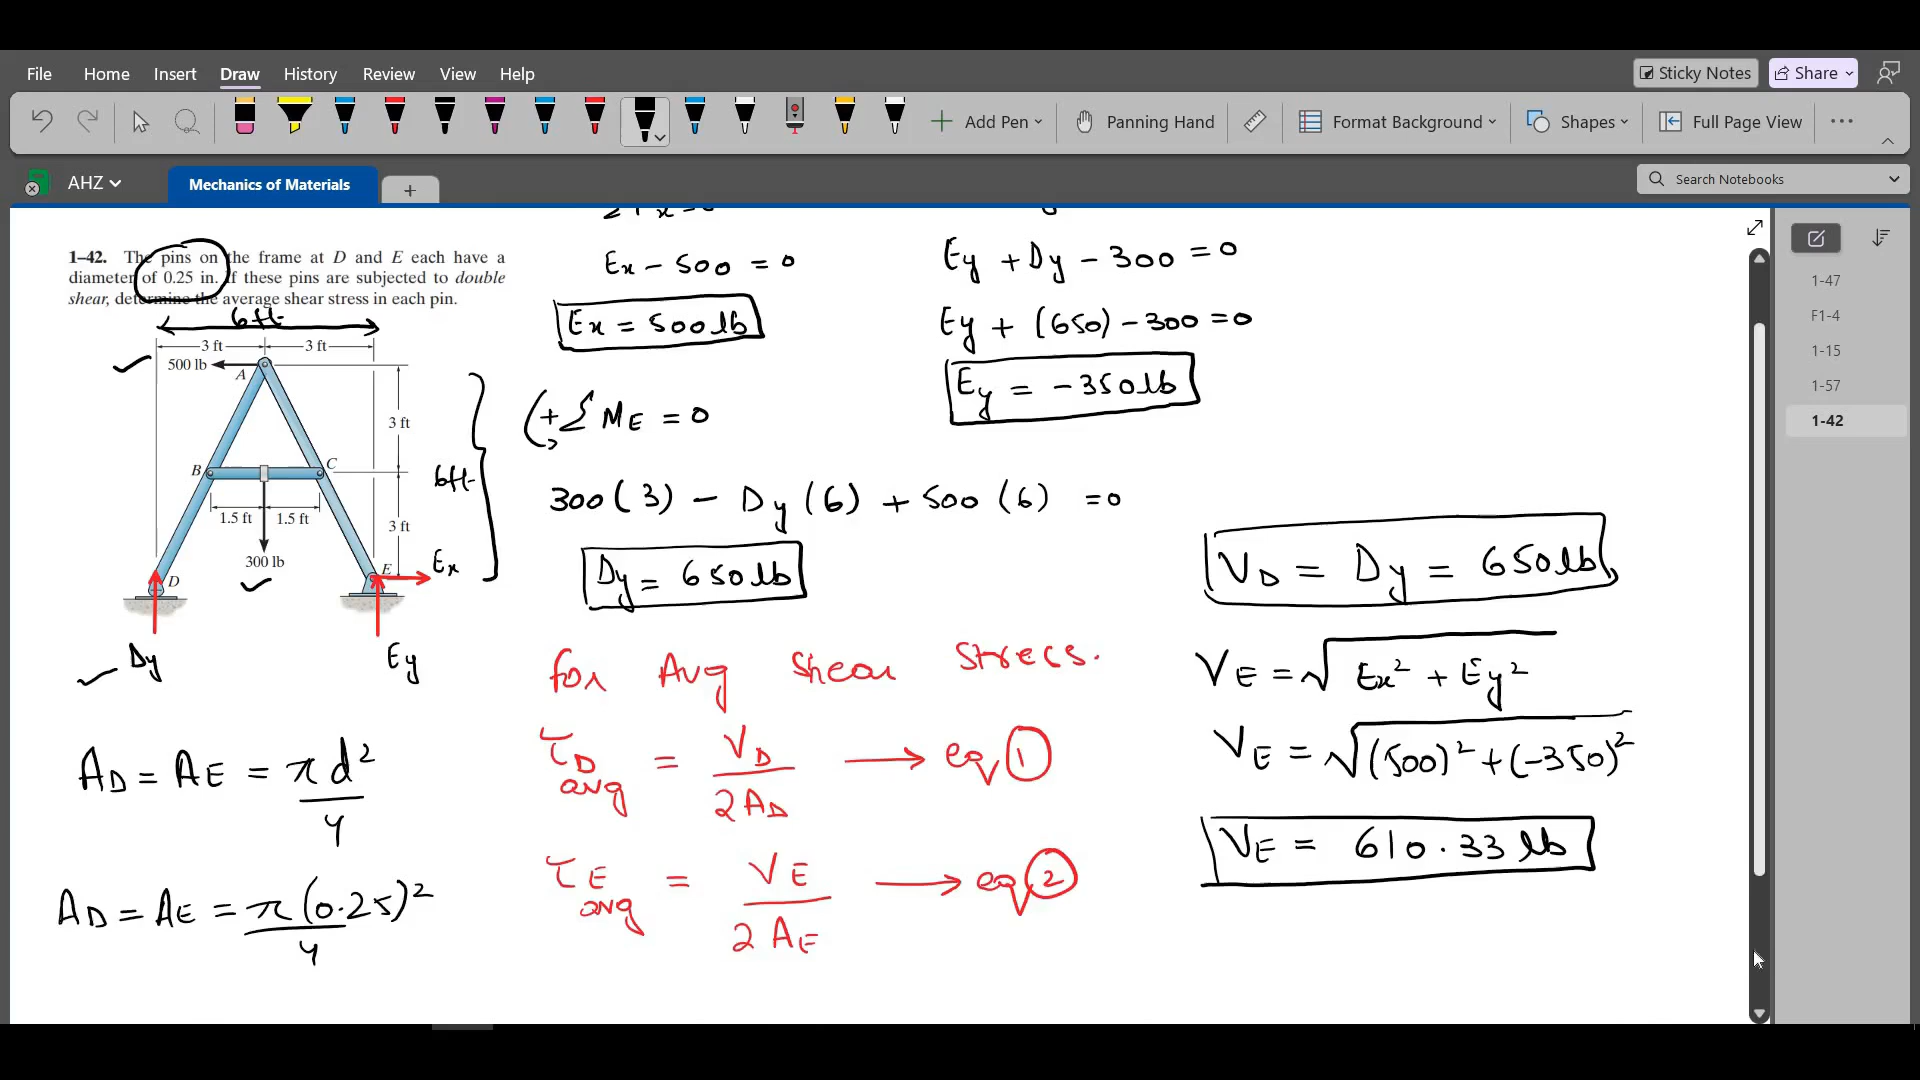 File Home Insert Draw History Review View Help
Sticky Notes Share
Add Pen Panning Hand Format Background Shapes Full Page View
AHZ Mechanics of Materials + Search Notebooks
1–42. The pins on the frame at D and E each have a
diameter of 0.25 in. If these pins are subjected to double
shear, determine the average shear stress in each pin.
6ft
3 ft 3 ft
500 lb
A
3 ft
B
C
6ft
1.5 ft 1.5 ft
3 ft
300 lb
D
E
Ex
Dy
Ey
AD = AE = πd²/4
AD = AE = π(0.25)²/4
Ex - 500 = 0
Ex = 500 lb
(+ Σ ME = 0
300(3) - Dy(6) + 500(6) = 0
Dy = 650 lb
Ey + Dy - 300 = 0
Ey + (650) - 300 = 0
Ey = -350 lb
for Avg Shear Stress.
τD avg = VD/2AD → eq 1
τE avg = VE/2AE → eq 2
VD = Dy = 650 lb
VE = √Ex² + Ey²
VE = √(500)² + (-350)²
VE = 610.33 lb
1-47
F1-4
1-15
1-57
1-42